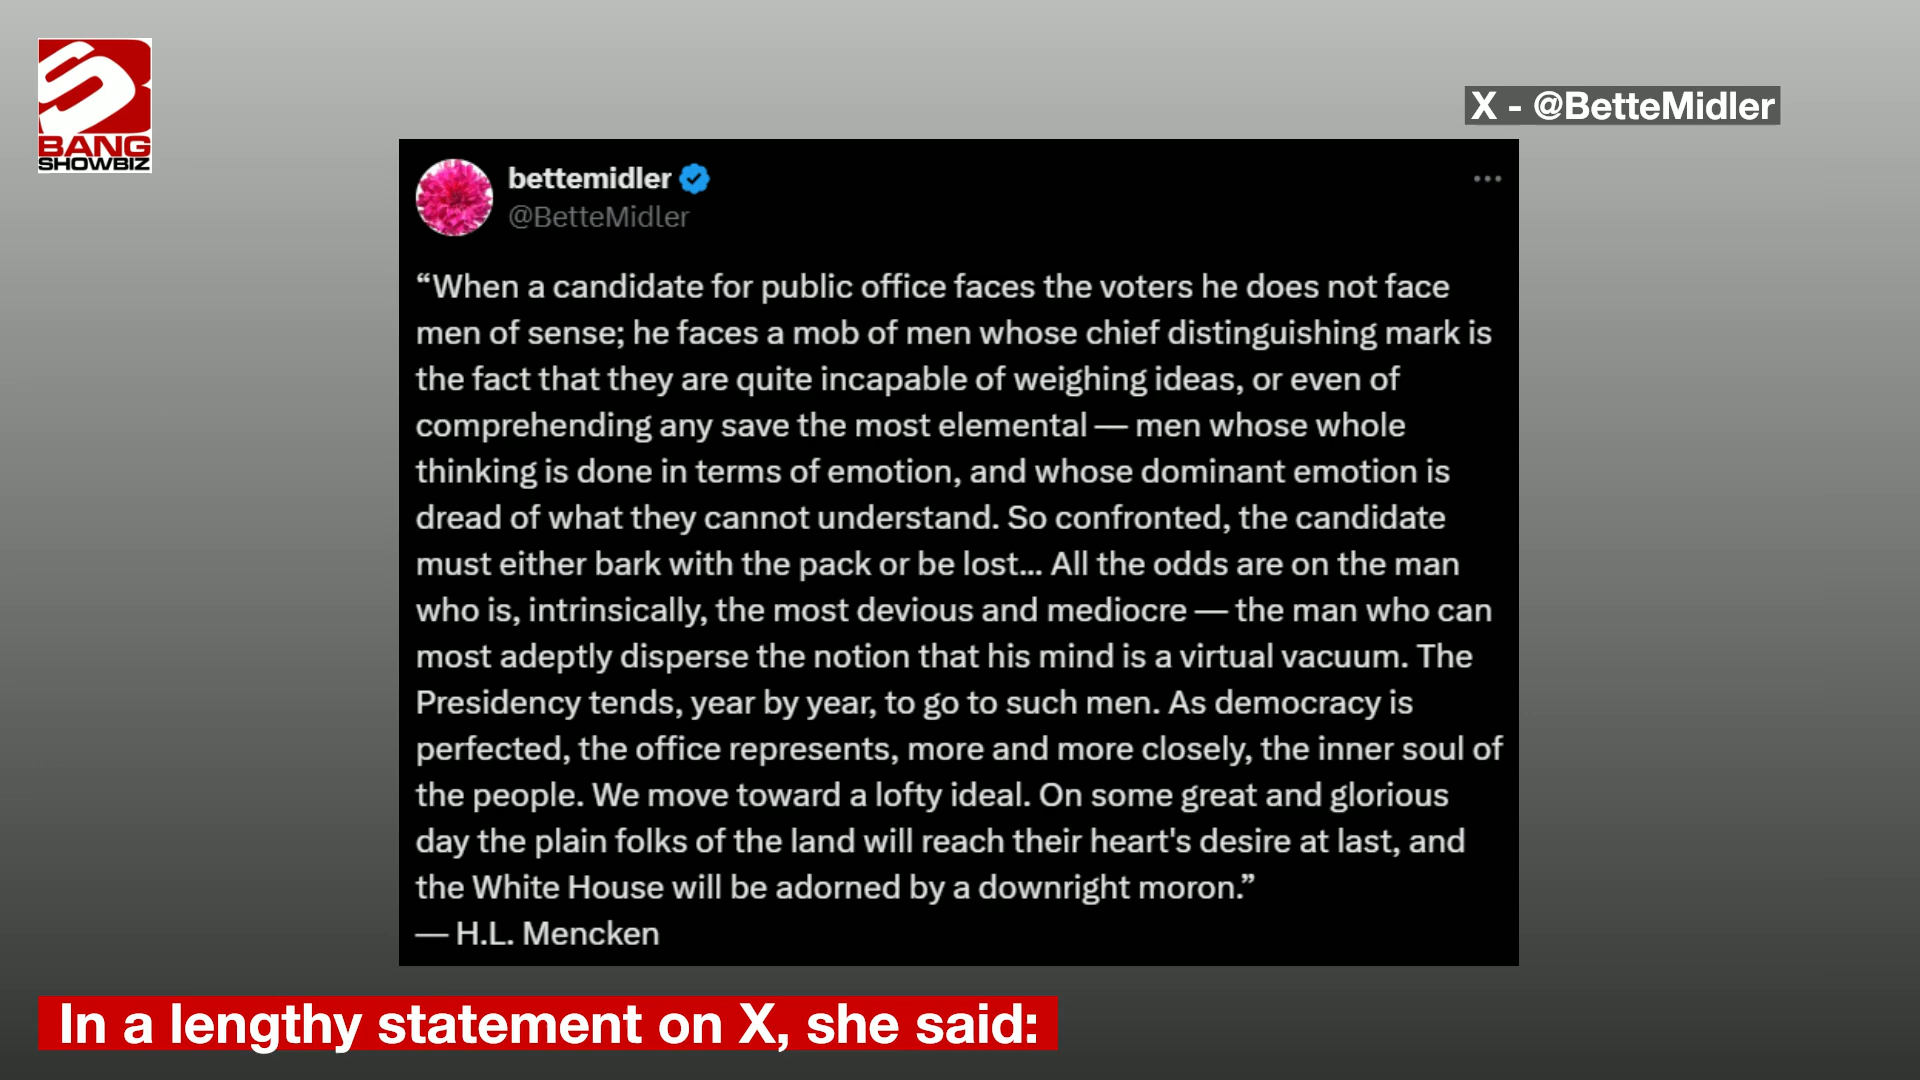 BANG
SHOWBIZ
X - @BetteMidler
bettemidler
@BetteMidler
“When a candidate for public office faces the voters he does not face
men of sense; he faces a mob of men whose chief distinguishing mark is
the fact that they are quite incapable of weighing ideas, or even of
comprehending any save the most elemental — men whose whole
thinking is done in terms of emotion, and whose dominant emotion is
dread of what they cannot understand. So confronted, the candidate
must either bark with the pack or be lost... All the odds are on the man
who is, intrinsically, the most devious and mediocre — the man who can
most adeptly disperse the notion that his mind is a virtual vacuum. The
Presidency tends, year by year, to go to such men. As democracy is
perfected, the office represents, more and more closely, the inner soul of
the people. We move toward a lofty ideal. On some great and glorious
day the plain folks of the land will reach their heart's desire at last, and
the White House will be adorned by a downright moron.”
— H.L. Mencken
In a lengthy statement on X, she said: